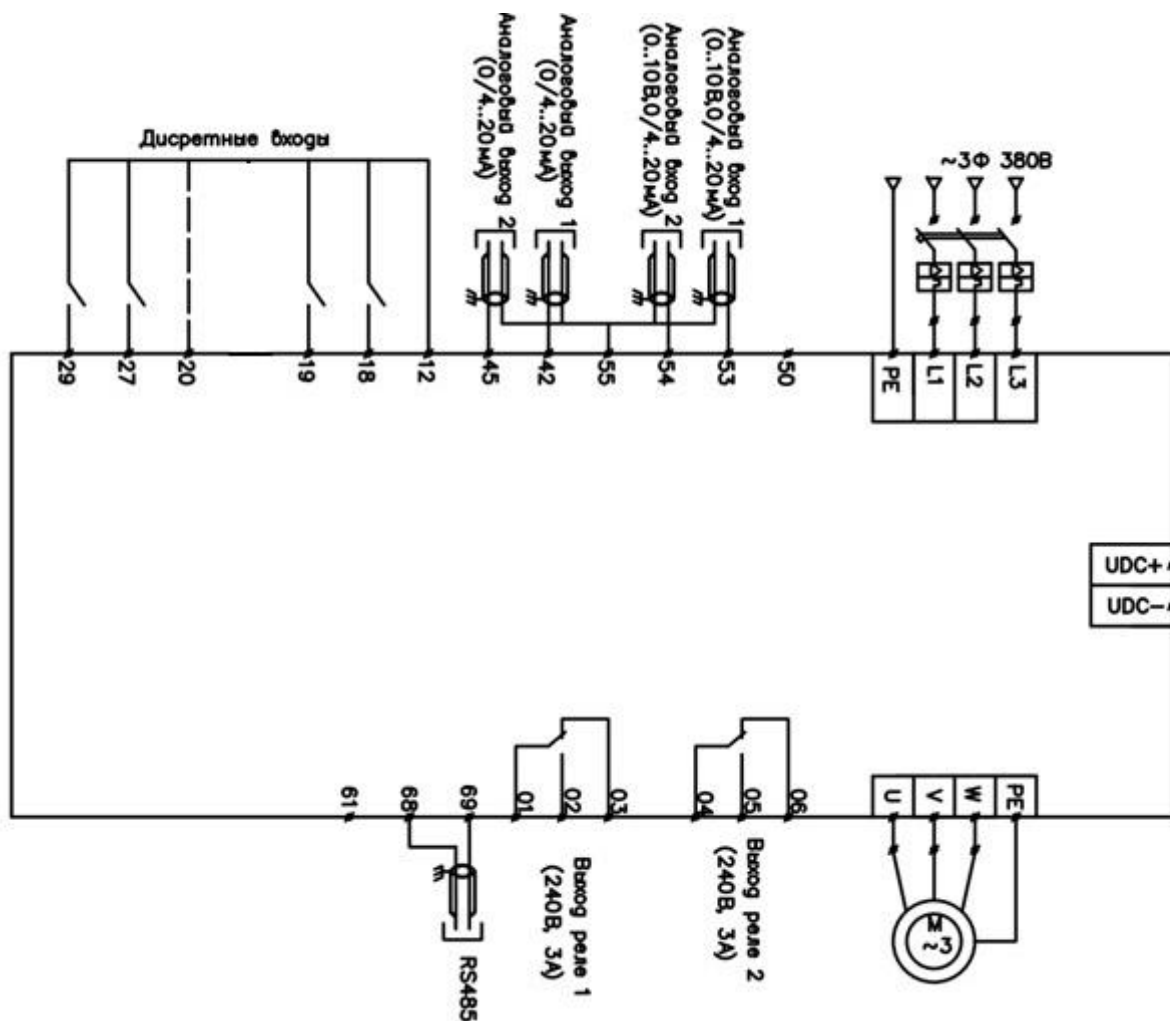 Аналоговый выход 2
(0/4..20мА)
Аналоговый выход 1
(0/4..20мА)
Аналоговый вход 2
(0..10В,0/4..20мА)
Аналоговый вход 1
(0..10В,0/4..20мА)
Дисретные входы
~3Ф 380В
29
27
20
19
18
12
45
42
55
54
53
50
PE
L1
L2
L3
UDC+
UDC-
61
68
69
01
02
03
04
05
06
U
V
W
PE
RS485
Выход реле 1
(240В, 3А)
Выход реле 2
(240В, 3А)
М
~3